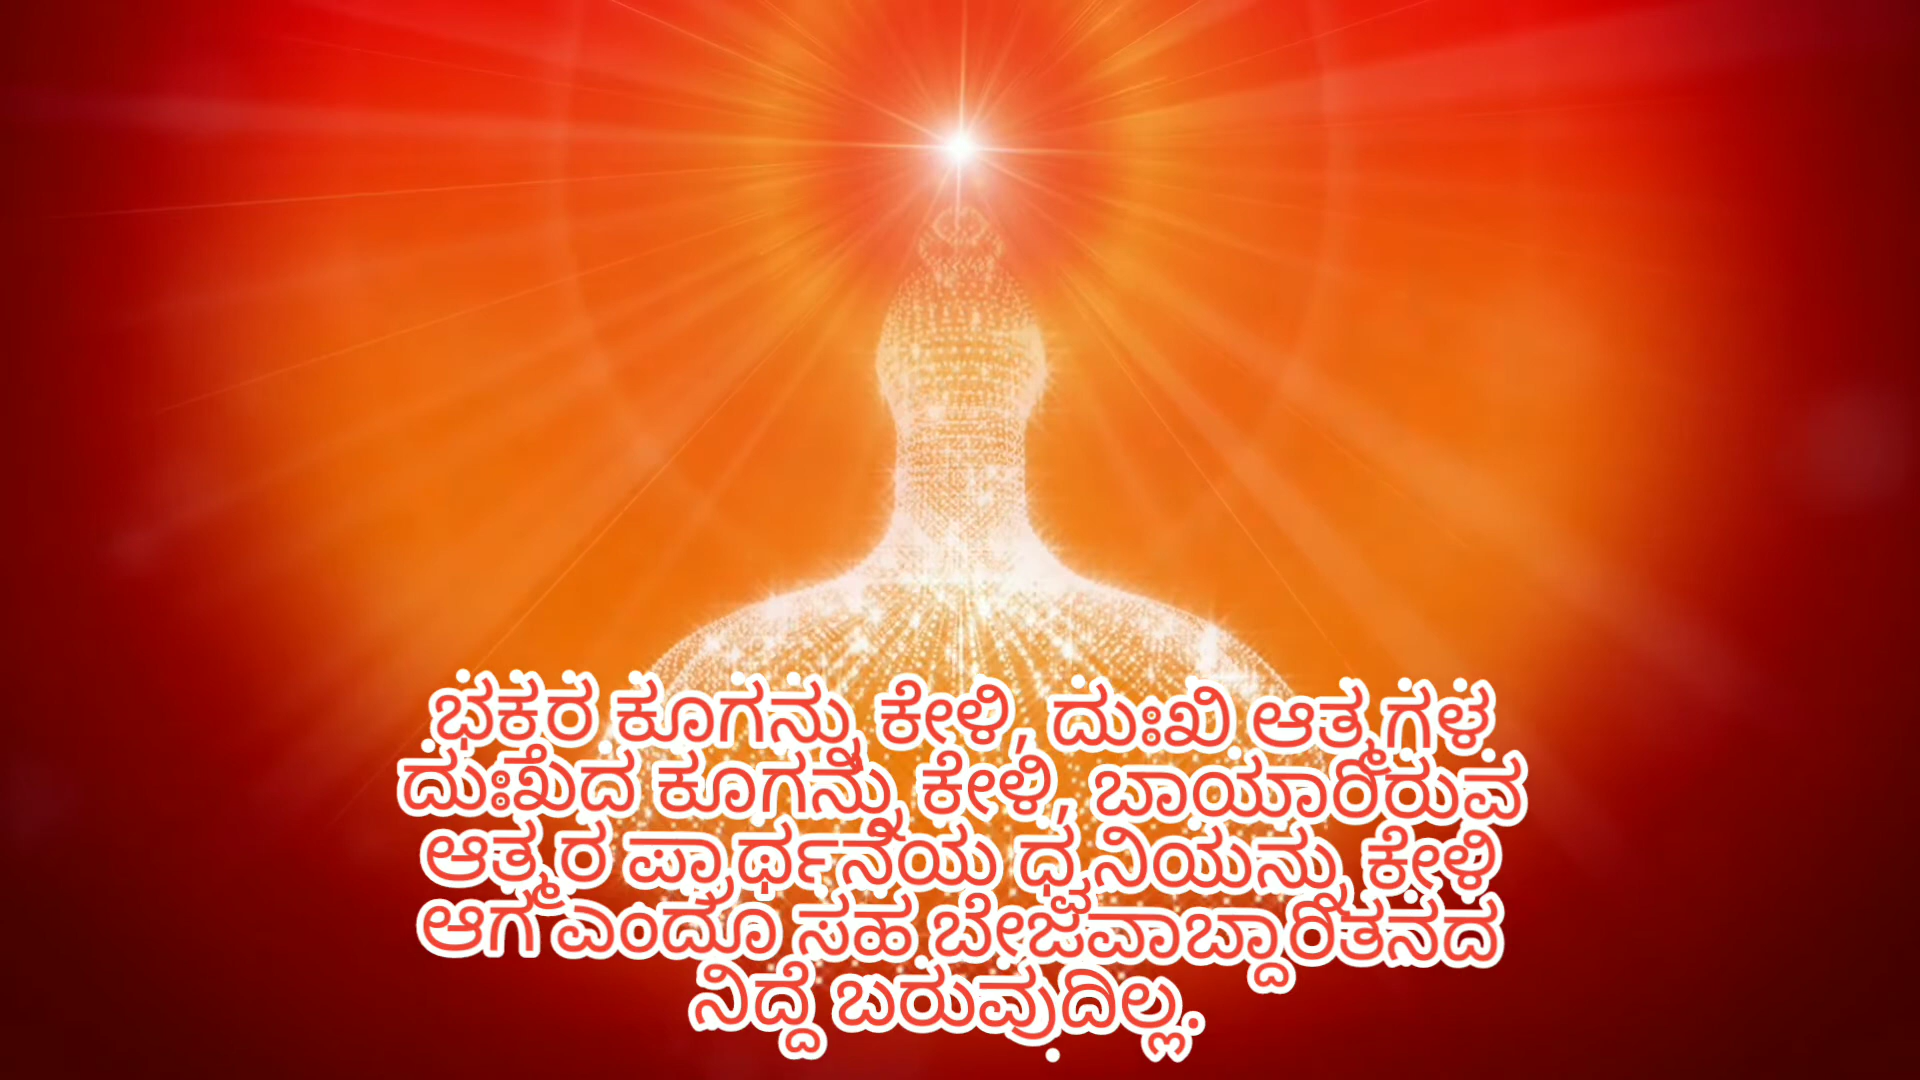 ಭಕ್ತರ ಕೂಗನ್ನು ಕೇಳಿ, ದುಃಖಿ ಆತ್ಮಗಳ
ದುಃಖದ ಕೂಗನ್ನು ಕೇಳಿ, ಬಾಯಾರಿರುವ
ಆತ್ಮರ ಪ್ರಾರ್ಥನೆಯ ಧ್ವನಿಯನ್ನು ಕೇಳಿ
ಆಗ ಎಂದೂ ಸಹ ಬೇಜವಾಬ್ದಾರಿತನದ
ನಿದ್ದೆ ಬರುವುದಿಲ್ಲ.